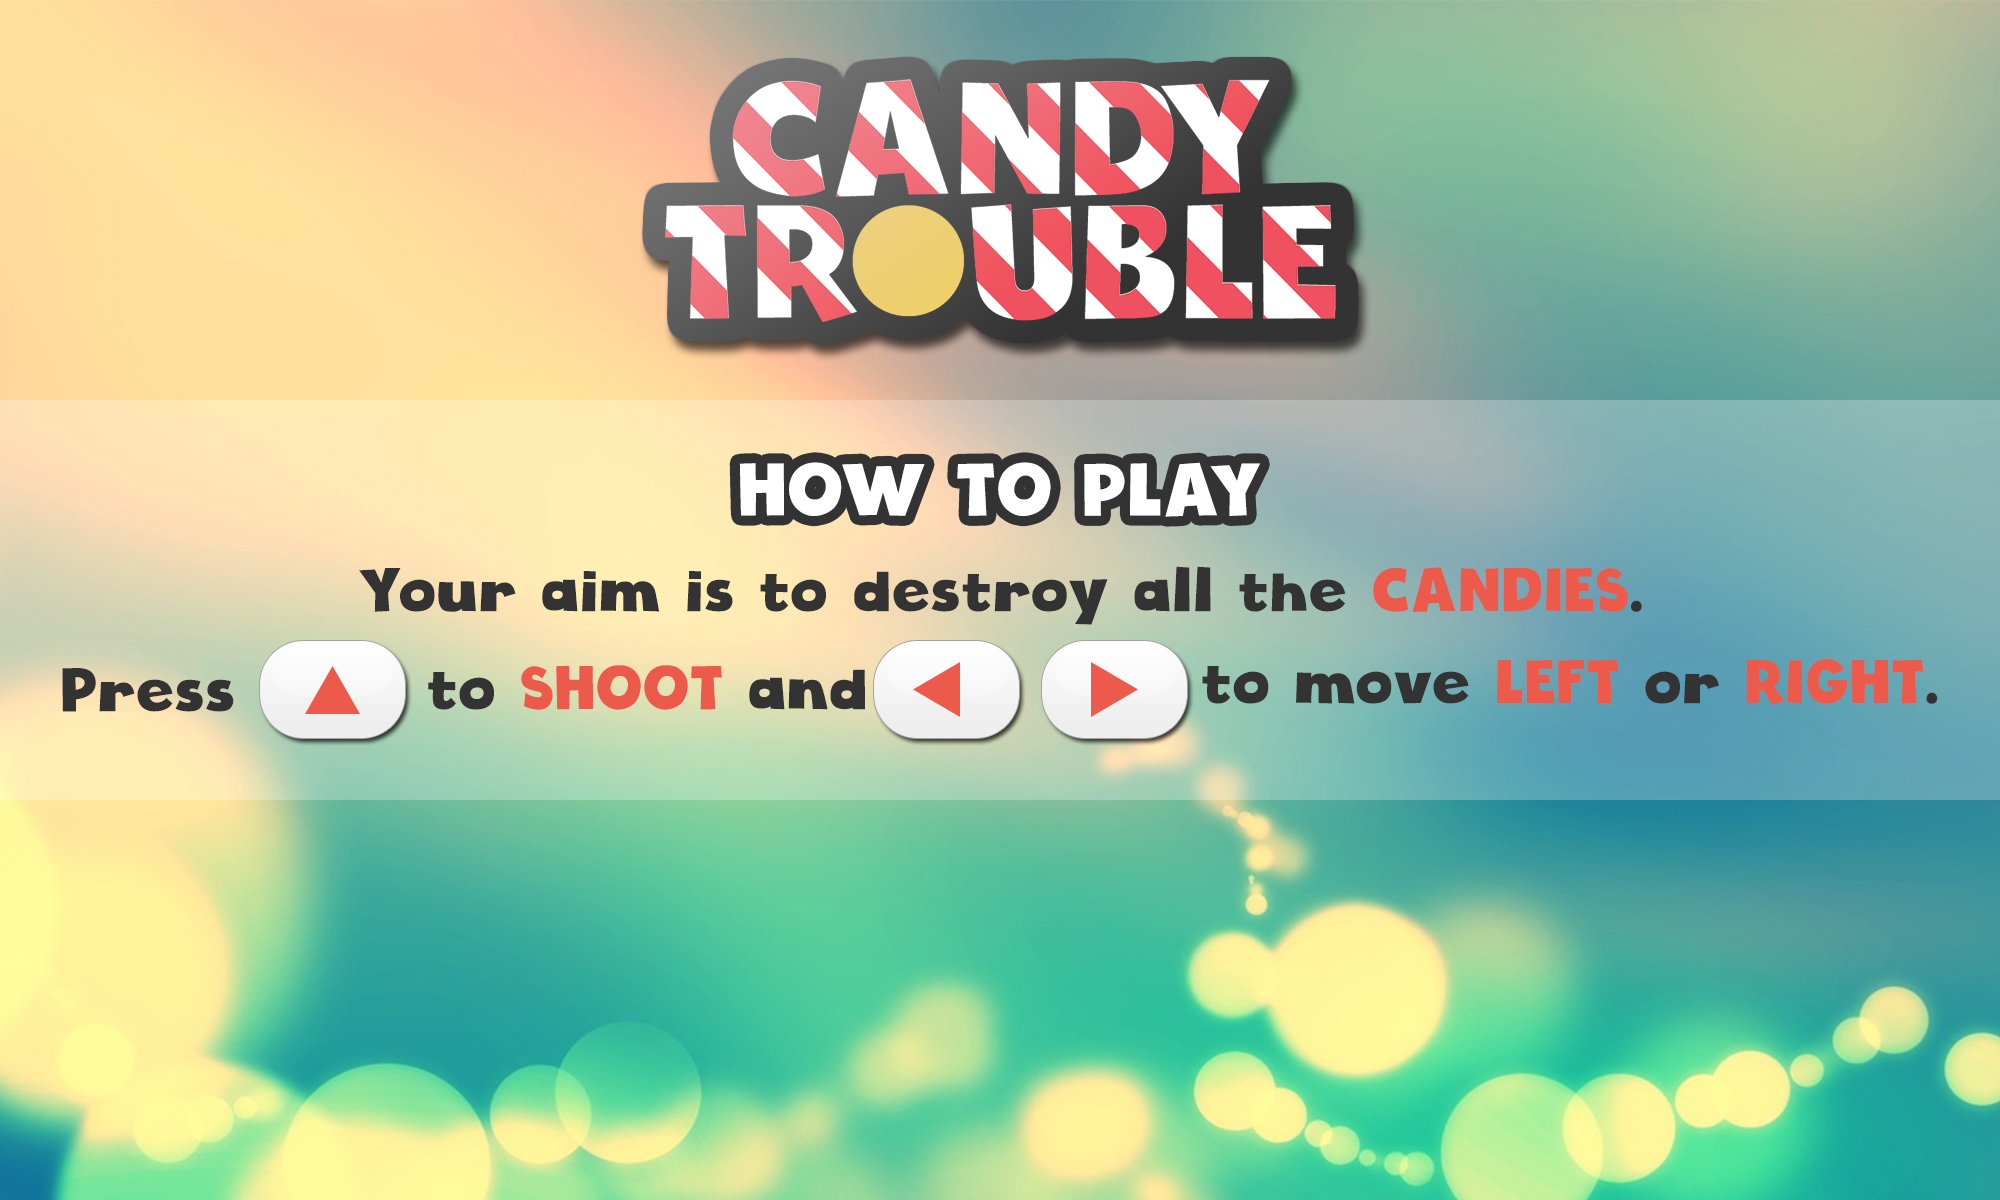 CANDY
TROUBLE
HOW TO PLAY
Your aim is to destroy all the CANDIES.
Press ▲ to SHOOT and ◀ ▶ to move LEFT or RIGHT.